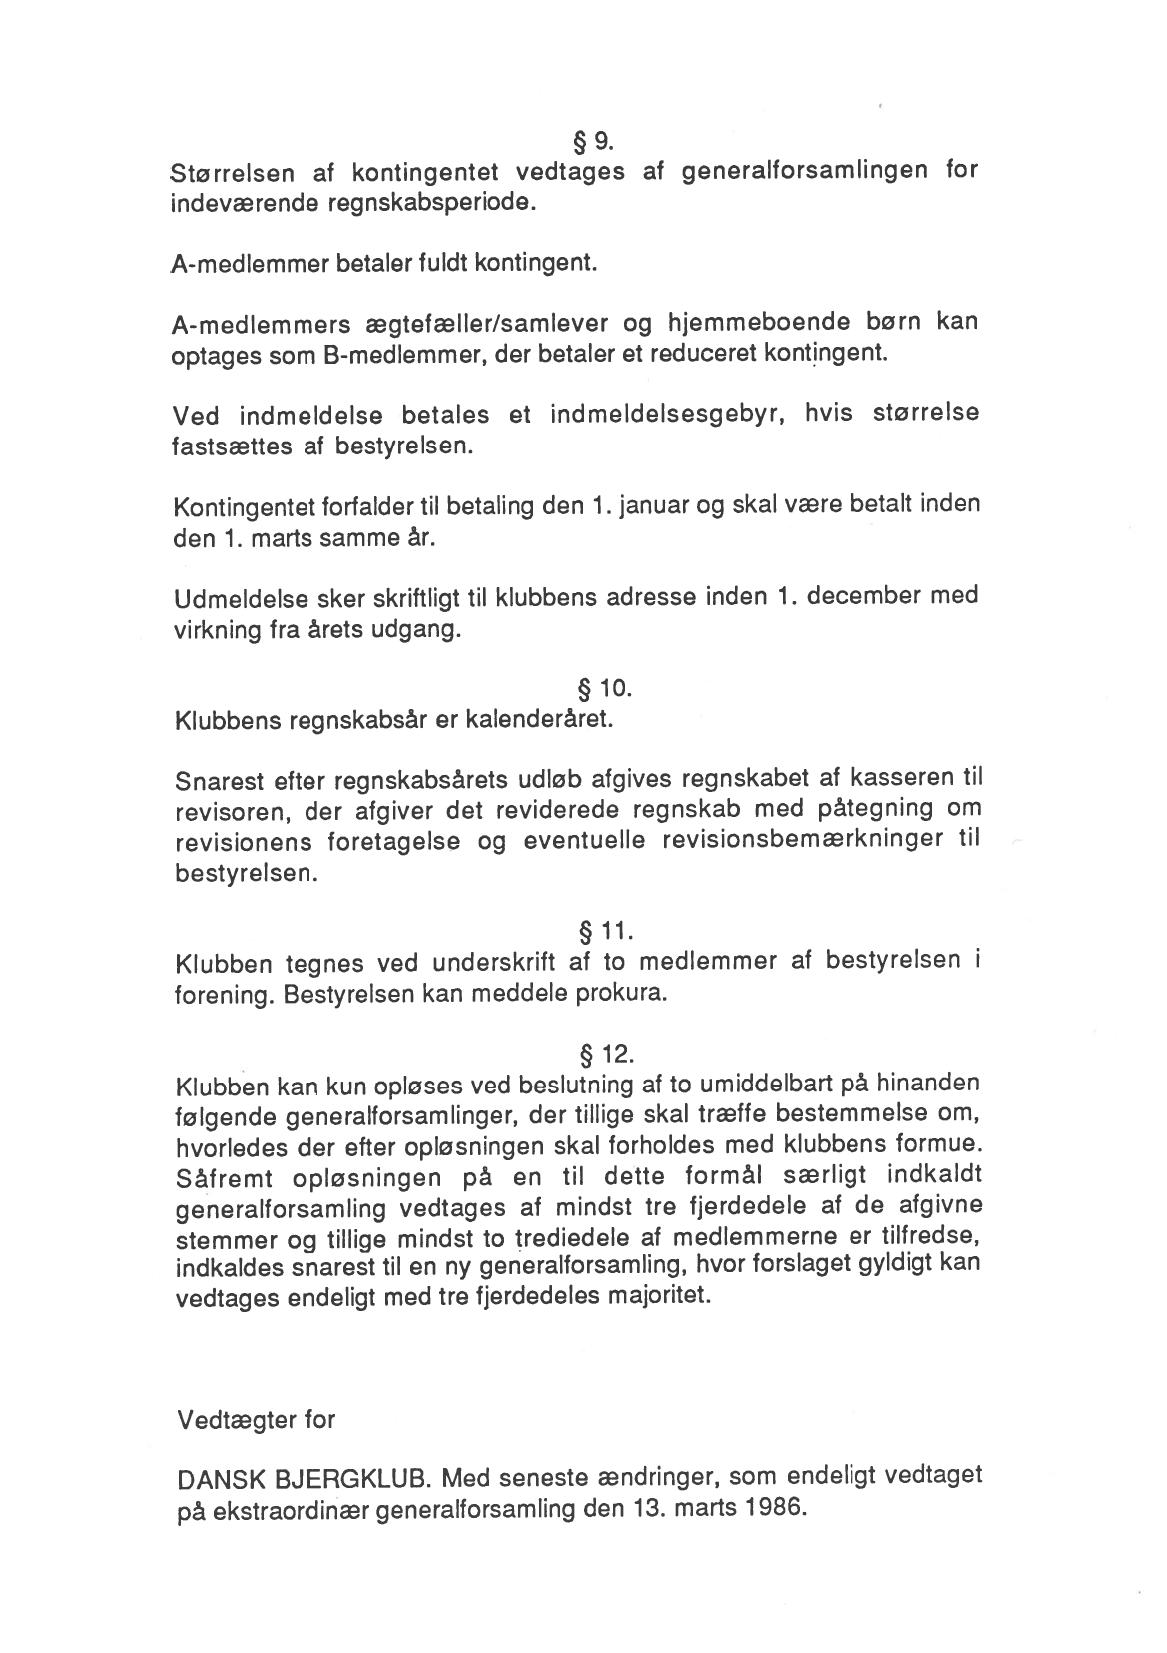 § 9.
Størrelsen af kontingentet vedtages af generalforsamlingen for
indeværende regnskabsperiode.
A-medlemmer betaler fuldt kontingent.
A-medlemmers ægtefæller/samlever og hjemmeboende børn kan
optages som B-medlemmer, der betaler et reduceret kontingent.
Ved indmeldelse betales et indmeldelsesgebyr, hvis størrelse
fastsættes af bestyrelsen.
Kontingentet forfalder til betaling den 1. januar og skal være betalt inden
den 1. marts samme år.
Udmeldelse sker skriftligt til klubbens adresse inden 1. december med
virkning fra årets udgang.
§ 10.
Klubbens regnskabsår er kalenderåret.
Snarest efter regnskabsårets udløb afgives regnskabet af kasseren til
revisoren, der afgiver det reviderede regnskab med påtegning om
revisionens foretagelse og eventuelle revisionsbemærkninger til
bestyrelsen.
§ 11.
Klubben tegnes ved underskrift af to medlemmer af bestyrelsen i
forening. Bestyrelsen kan meddele prokura.
§ 12.
Klubben kan kun opløses ved beslutning af to umiddelbart på hinanden
følgende generalforsamlinger, der tillige skal træffe bestemmelse om,
hvorledes der efter opløsningen skal forholdes med klubbens formue.
Såfremt opløsningen på en til dette formål særligt indkaldt
generalforsamling vedtages af mindst tre fjerdedele af de afgivne
stemmer og tillige mindst to trediedele af medlemmerne er tilfredse,
indkaldes snarest til en ny generalforsamling, hvor forslaget gyldigt kan
vedtages endeligt med tre fjerdedeles majoritet.
Vedtægter for
DANSK BJERGKLUB. Med seneste ændringer, som endeligt vedtaget
på ekstraordinær generalforsamling den 13. marts 1986.